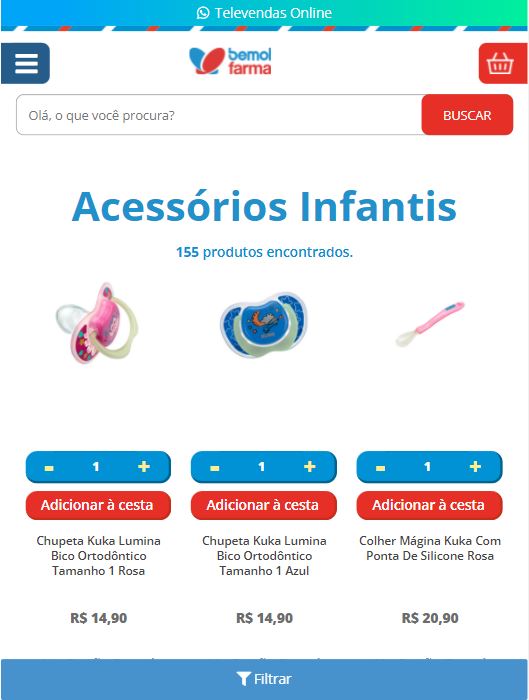 Televendas Online
bemol
farma
Olá, o que você procura?
BUSCAR
Acessórios Infantis
155 produtos encontrados.
- 1 +
- 1 +
- 1 +
Adicionar à cesta
Adicionar à cesta
Adicionar à cesta
Chupeta Kuka Lumina
Bico Ortodôntico
Tamanho 1 Rosa
Chupeta Kuka Lumina
Bico Ortodôntico
Tamanho 1 Azul
Colher Mágina Kuka Com
Ponta De Silicone Rosa
R$ 14,90
R$ 14,90
R$ 20,90
Filtrar